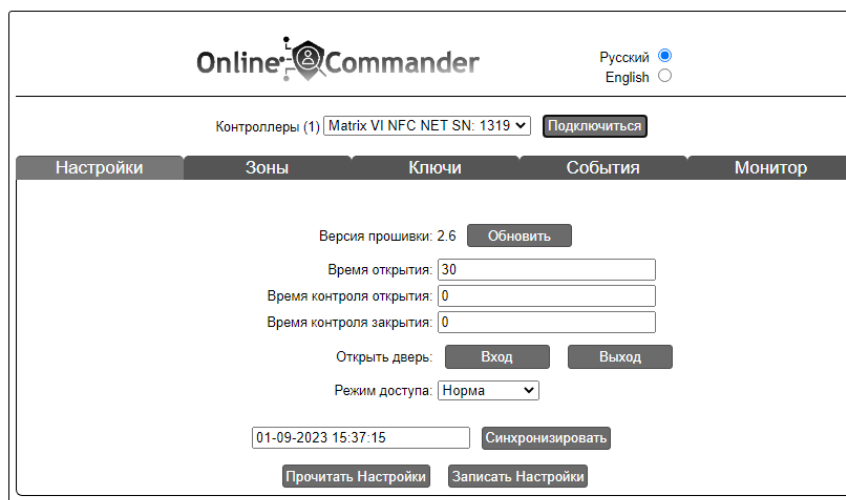 Online Commander
Русский
English
Контроллеры (1) Matrix VI NFC NET SN: 1319 Подключиться
Настройки Зоны Ключи События Монитор
Версия прошивки: 2.6 Обновить
Время открытия: 30
Время контроля открытия: 0
Время контроля закрытия: 0
Открыть дверь: Вход Выход
Режим доступа: Норма
01-09-2023 15:37:15 Синхронизировать
Прочитать Настройки Записать Настройки